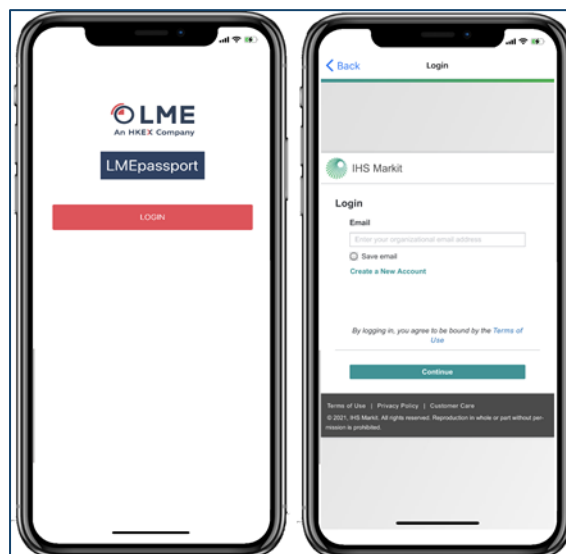 LME
An HKEX Company
LMEpassport
LOGIN
Back
Login
IHS Markit
Login
Email
Enter your organizational email address
Save email
Create a New Account
By logging in, you agree to be bound by the Terms of
Use
Continue
Terms of Use | Privacy Policy | Customer Care
© 2021, IHS Markit. All rights reserved. Reproduction in whole or part without per-
mission is prohibited.